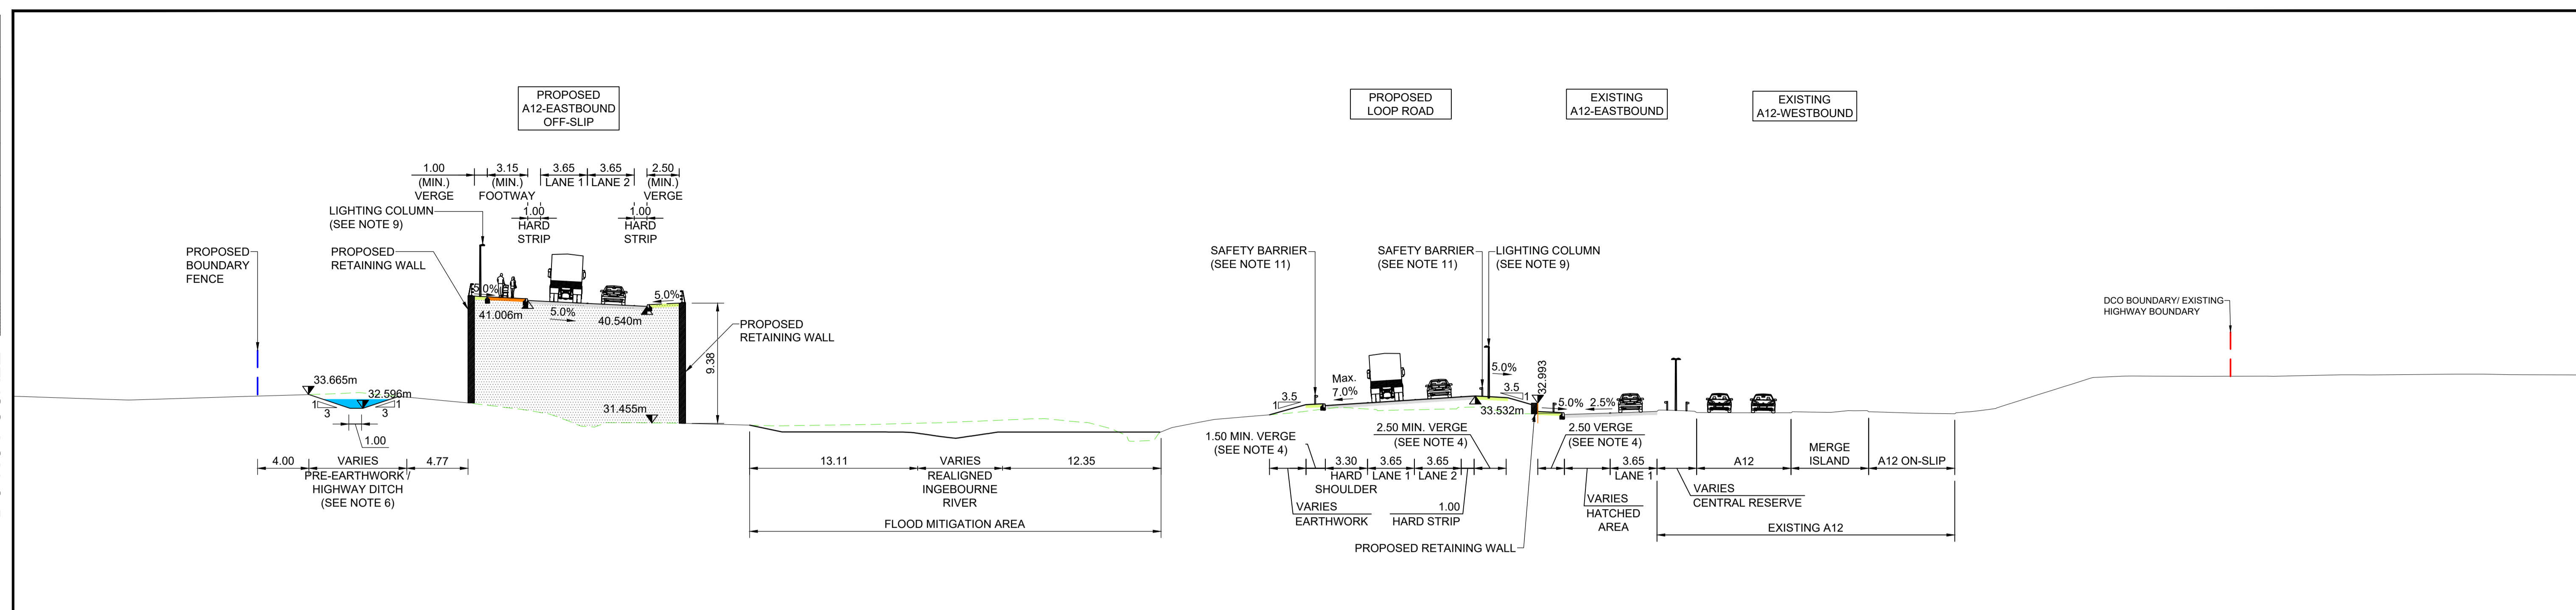 PROPOSED
A12-EASTBOUND
OFF-SLIP
PROPOSED
LOOP ROAD
EXISTING
A12-EASTBOUND
EXISTING
A12-WESTBOUND
1.00
(MIN.)
VERGE
3.15
(MIN.)
FOOTWAY
3.65
LANE 1
3.65
LANE 2
2.50
(MIN.)
VERGE
1.00
HARD
STRIP
1.00
HARD
STRIP
LIGHTING COLUMN
(SEE NOTE 9)
PROPOSED
BOUNDARY
FENCE
PROPOSED
RETAINING WALL
5.0%
5.0%
41.006m
5.0%
40.540m
PROPOSED
RETAINING WALL
9.38
31.455m
33.665m
32.596m
1
3
1
3
1.00
4.00
VARIES
4.77
PRE-EARTHWORK /
HIGHWAY DITCH
(SEE NOTE 6)
13.11
VARIES
12.35
REALIGNED
INGEBOURNE
RIVER
FLOOD MITIGATION AREA
SAFETY BARRIER
(SEE NOTE 11)
SAFETY BARRIER
(SEE NOTE 11)
LIGHTING COLUMN
(SEE NOTE 9)
Max.
7.0%
3.5
1
5.0%
3.5
1
32.993
33.532m
5.0%
2.5%
1.50 MIN. VERGE
(SEE NOTE 4)
2.50 MIN. VERGE
(SEE NOTE 4)
2.50 VERGE
(SEE NOTE 4)
3.30
HARD
SHOULDER
3.65
LANE 1
3.65
LANE 2
3.65
LANE 1
A12
MERGE
ISLAND
A12 ON-SLIP
VARIES
EARTHWORK
1.00
HARD STRIP
VARIES
HATCHED
AREA
VARIES
CENTRAL RESERVE
EXISTING A12
PROPOSED RETAINING WALL
DCO BOUNDARY/ EXISTING
HIGHWAY BOUNDARY